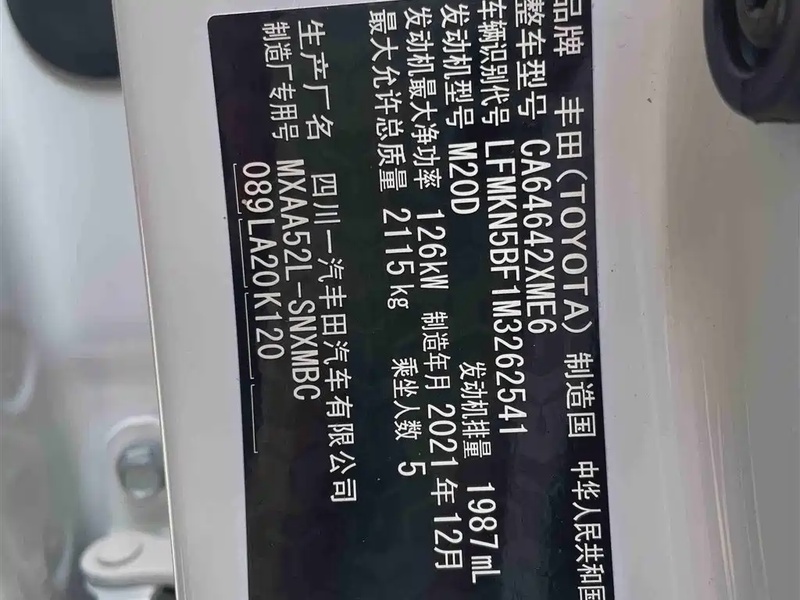 品牌 丰田(TOYOTA) 制造国 中华人民共和国
整车型号 CA64642XME6
车辆识别代号 LFMKN5BF1M3262541
发动机型号 M20D 发动机排量 1987mL
发动机最大净功率 126kW 制造年月 2021年12月
最大允许总质量 2115kg 乘坐人数 5
生产厂名 四川一汽丰田汽车有限公司
制造厂专用号 MXAA52L-SNXMBC
089 LA20 K120